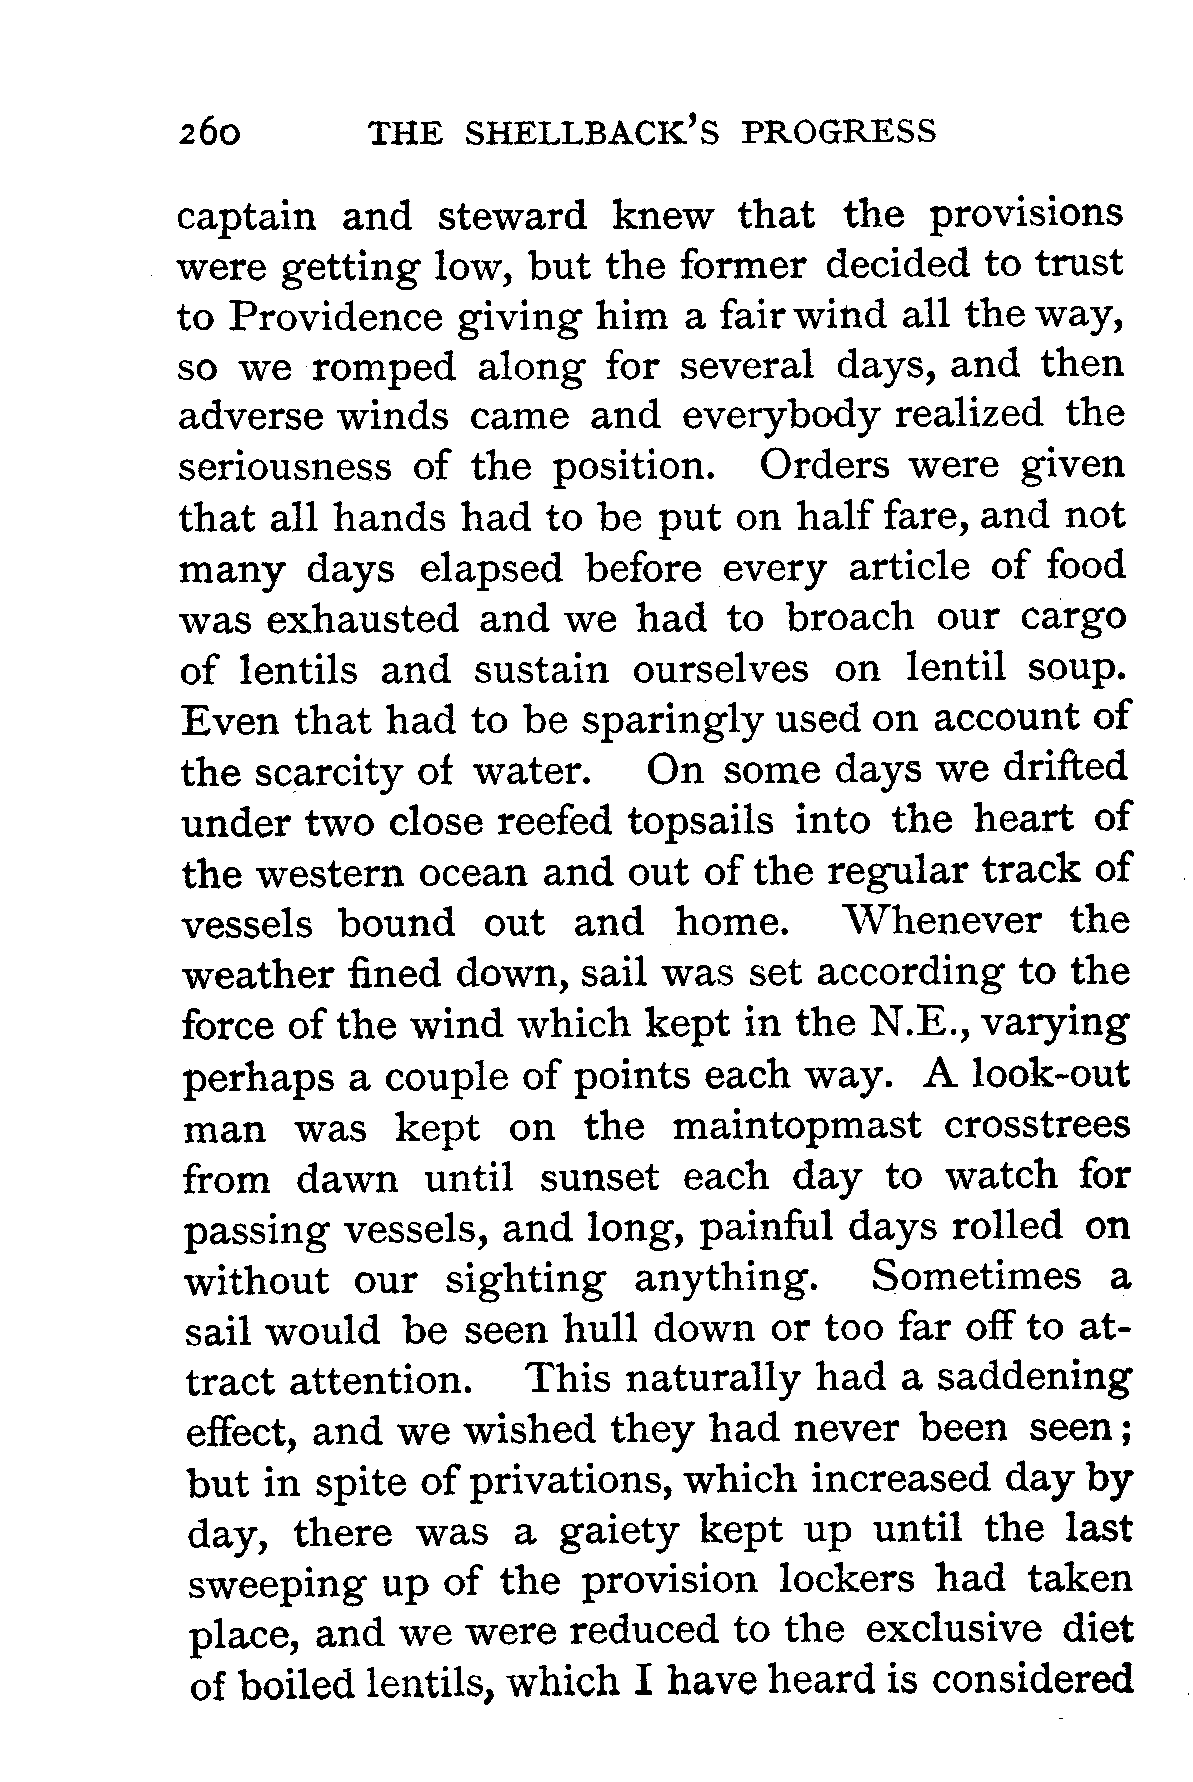 260 THE SHELLBACK'S PROGRESS
captain and steward knew that the provisions
were getting low, but the former decided to trust
to Providence giving him a fair wind all the way,
so we romped along for several days, and then
adverse winds came and everybody realized the
seriousness of the position. Orders were given
that all hands had to be put on half fare, and not
many days elapsed before every article of food
was exhausted and we had to broach our cargo
of lentils and sustain ourselves on lentil soup.
Even that had to be sparingly used on account of
the scarcity of water. On some days we drifted
under two close reefed topsails into the heart of
the western ocean and out of the regular track of
vessels bound out and home. Whenever the
weather fined down, sail was set according to the
force of the wind which kept in the N.E., varying
perhaps a couple of points each way. A look-out
man was kept on the maintopmast crosstrees
from dawn until sunset each day to watch for
passing vessels, and long, painful days rolled on
without our sighting anything. Sometimes a
sail would be seen hull down or too far off to at-
tract attention. This naturally had a saddening
effect, and we wished they had never been seen;
but in spite of privations, which increased day by
day, there was a gaiety kept up until the last
sweeping up of the provision lockers had taken
place, and we were reduced to the exclusive diet
of boiled lentils, which I have heard is considered